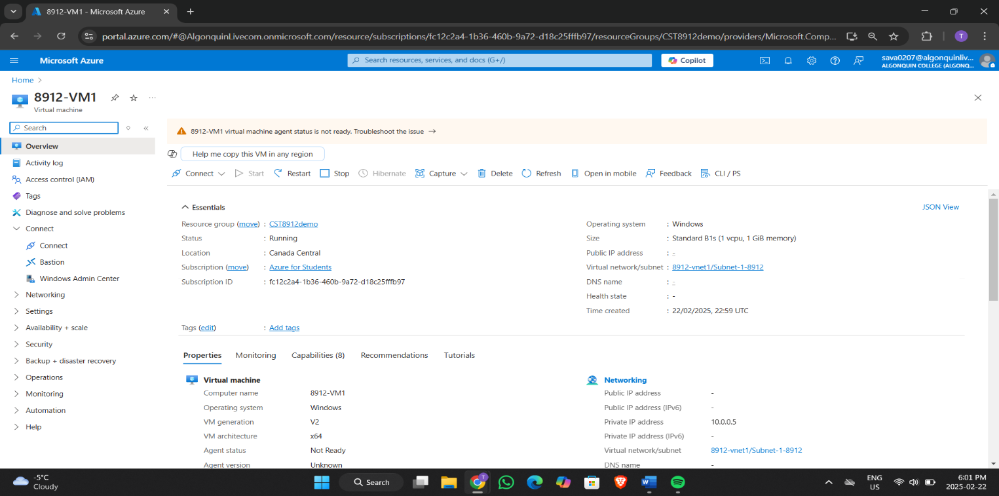 8912-VM1 - Microsoft Azure
portal.azure.com/#@AlgonquinLivecom.onmicrosoft.com/resource/subscriptions/fc12c2a4-1b36-460b-9a72-d18c25fffb97/resourceGroups/CST8912demo/providers/Microsoft.Comp...
T
Microsoft Azure
Search resources, services, and docs (G+/)
Copilot
sava0207@algonquinliv...
ALGONQUIN COLLEGE (ALGONQ...
Home
8912-VM1
Virtual machine
Search
Overview
Activity log
Access control (IAM)
Tags
Diagnose and solve problems
Connect
Connect
Bastion
Windows Admin Center
Networking
Settings
Availability + scale
Security
Backup + disaster recovery
Operations
Monitoring
Automation
Help
8912-VM1 virtual machine agent status is not ready. Troubleshoot the issue →
Help me copy this VM in any region
Connect Start Restart Stop Hibernate Capture Delete Refresh Open in mobile Feedback CLI / PS
Essentials
JSON View
Resource group (move) : CST8912demo
Status : Running
Location : Canada Central
Subscription (move) : Azure for Students
Subscription ID : fc12c2a4-1b36-460b-9a72-d18c25fffb97
Operating system : Windows
Size : Standard B1s (1 vcpu, 1 GiB memory)
Public IP address : -
Virtual network/subnet : 8912-vnet1/Subnet-1-8912
DNS name : -
Health state : -
Time created : 22/02/2025, 22:59 UTC
Tags (edit) : Add tags
Properties Monitoring Capabilities (8) Recommendations Tutorials
Virtual machine
Computer name 8912-VM1
Operating system Windows
VM generation V2
VM architecture x64
Agent status Not Ready
Agent version Unknown
Networking
Public IP address -
Public IP address (IPv6) -
Private IP address 10.0.0.5
Private IP address (IPv6) -
Virtual network/subnet 8912-vnet1/Subnet-1-8912
DNS name -
-5°C
Cloudy
Search
T
ENG
US
6:01 PM
2025-02-22